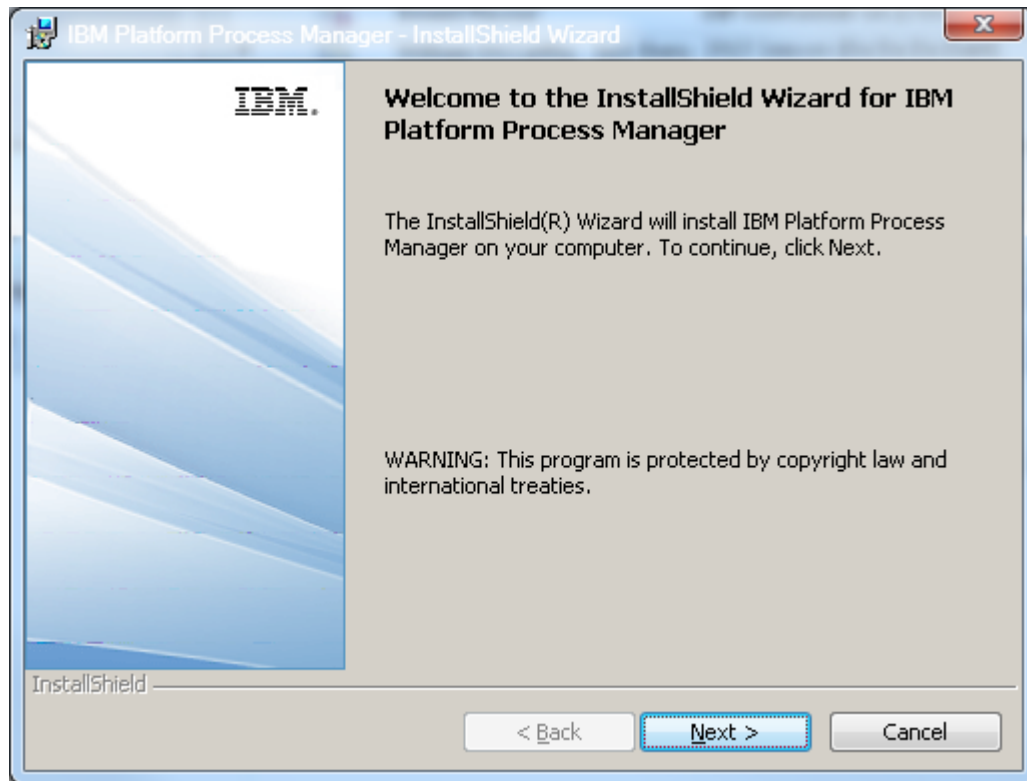 IBM Platform Process Manager - InstallShield Wizard
IBM.
Welcome to the InstallShield Wizard for IBM
Platform Process Manager
The InstallShield(R) Wizard will install IBM Platform Process
Manager on your computer. To continue, click Next.
WARNING: This program is protected by copyright law and
international treaties.
InstallShield
< Back
Next >
Cancel